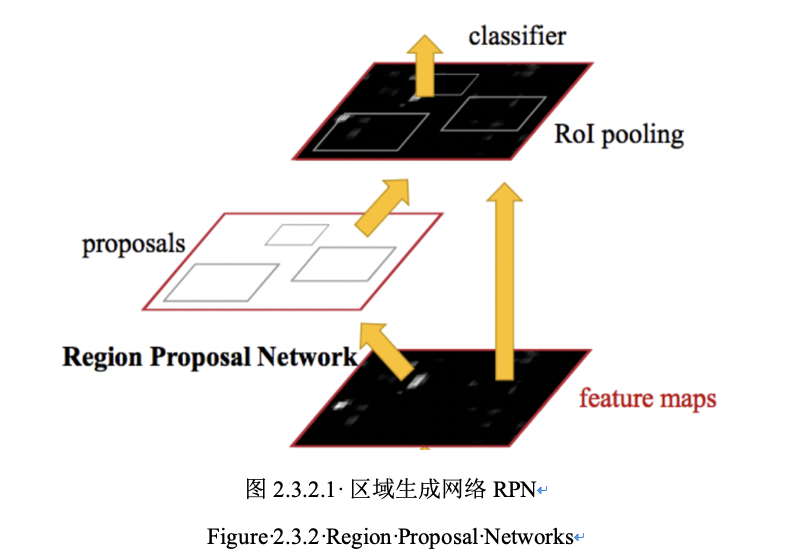 classifier
RoI pooling
proposals
Region Proposal Network
feature maps
图 2.3.2.1· 区域生成网络 RPN↵
Figure·2.3.2·Region·Proposal·Networks↵